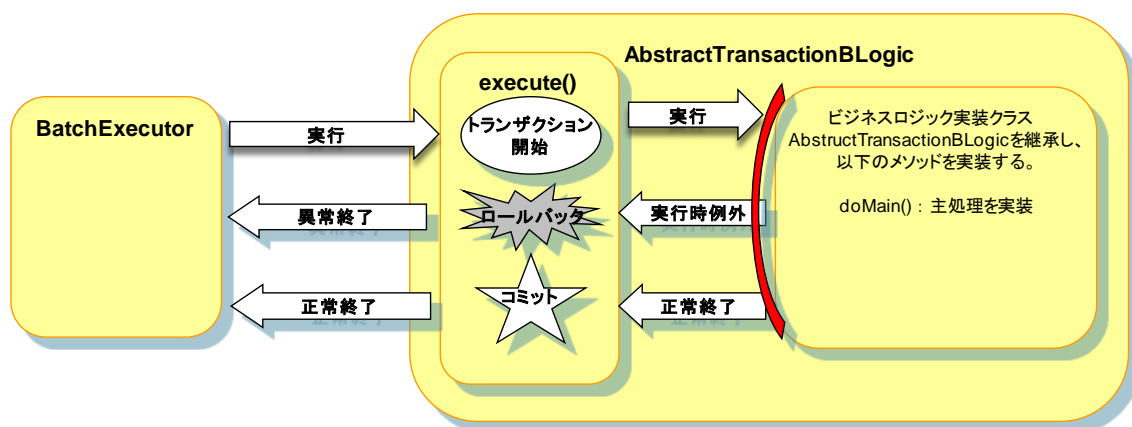 AbstractTransactionBLogic
BatchExecutor
execute()
トランザクション
開始
実行
実行
ロールバック
異常終了
実行時例外
コミット
正常終了
正常終了
ビジネスロジック実装クラス
AbstructTransactionBLogicを継承し、
以下のメソッドを実装する。
doMain() : 主処理を実装